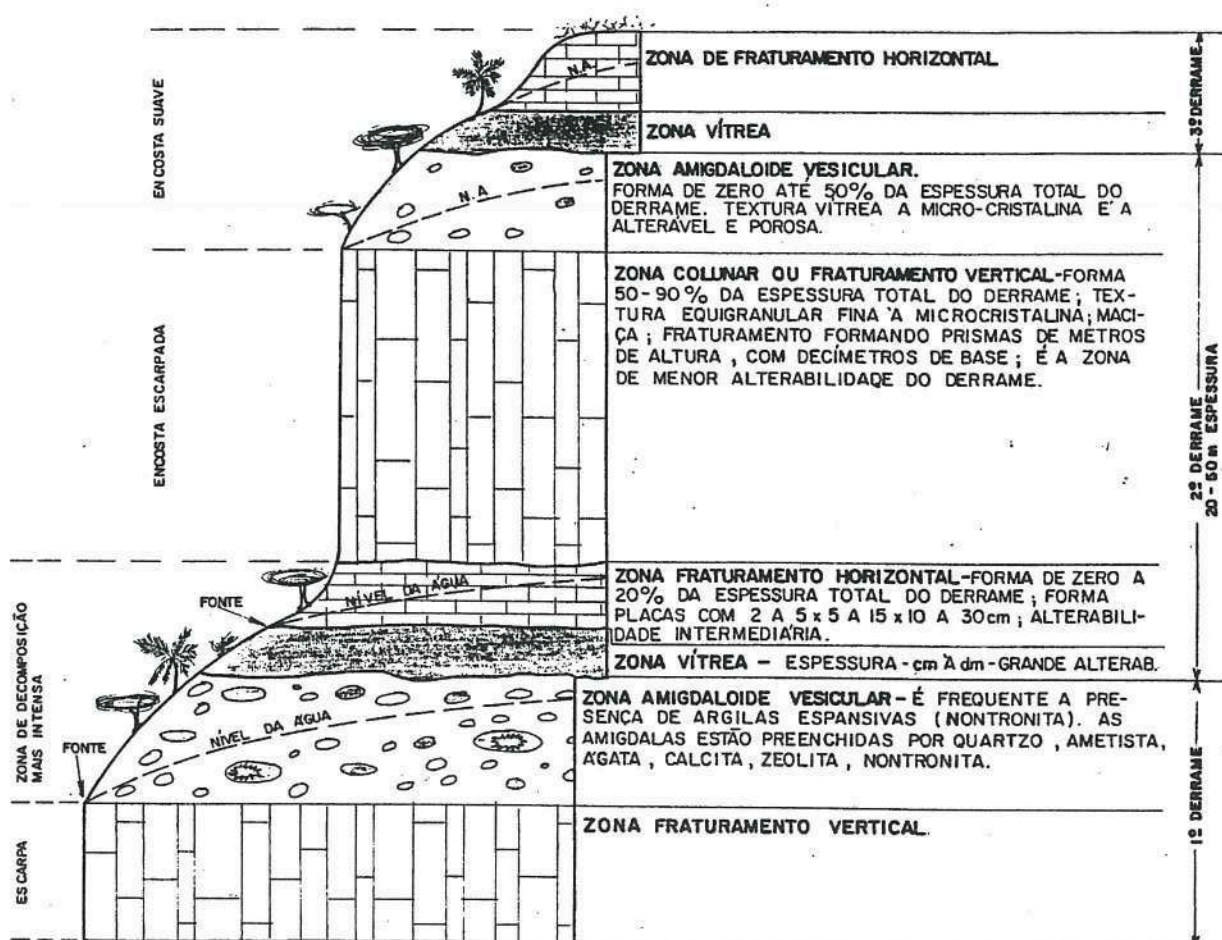 ENCOSTA SUAVE
ZONA DE FRATURAMENTO HORIZONTAL
N.A.
ZONA VÍTREA
3º DERRAME
ZONA AMIGDALOIDE VESICULAR.
FORMA DE ZERO ATÉ 50% DA ESPESSURA TOTAL DO
DERRAME. TEXTURA VÍTREA A MICRO-CRISTALINA E A
ALTERÁVEL E POROSA.
N.A
ENCOSTA ESCARPADA
ZONA COLUNAR OU FRATURAMENTO VERTICAL-FORMA
50-90% DA ESPESSURA TOTAL DO DERRAME; TEX-
TURA EQUIGRANULAR FINA À MICROCRISTALINA; MACI-
ÇA; FRATURAMENTO FORMANDO PRISMAS DE METROS
DE ALTURA, COM DECÍMETROS DE BASE; É A ZONA
DE MENOR ALTERABILIDADE DO DERRAME.
2º DERRAME
20-50m ESPESSURA
ZONA DE DECOMPOSIÇÃO
MAIS INTENSA
FONTE
NÍVEL DA ÁGUA
ZONA FRATURAMENTO HORIZONTAL-FORMA DE ZERO A
20% DA ESPESSURA TOTAL DO DERRAME; FORMA
PLACAS COM 2 A 5 x 5 A 15 x 10 A 30cm; ALTERABILI-
DADE INTERMEDIÁRIA.
ZONA VÍTREA - ESPESSURA - cm À dm - GRANDE ALTERAB.
FONTE
NÍVEL DA ÁGUA
ZONA AMIGDALOIDE VESICULAR - É FREQUENTE A PRE-
SENÇA DE ARGILAS ESPANSIVAS (NONTRONITA). AS
AMIGDALAS ESTÃO PREENCHIDAS POR QUARTZO, AMETISTA,
ÁGATA, CALCITA, ZEOLITA, NONTRONITA.
1º DERRAME
ESCARPA
ZONA FRATURAMENTO VERTICAL.